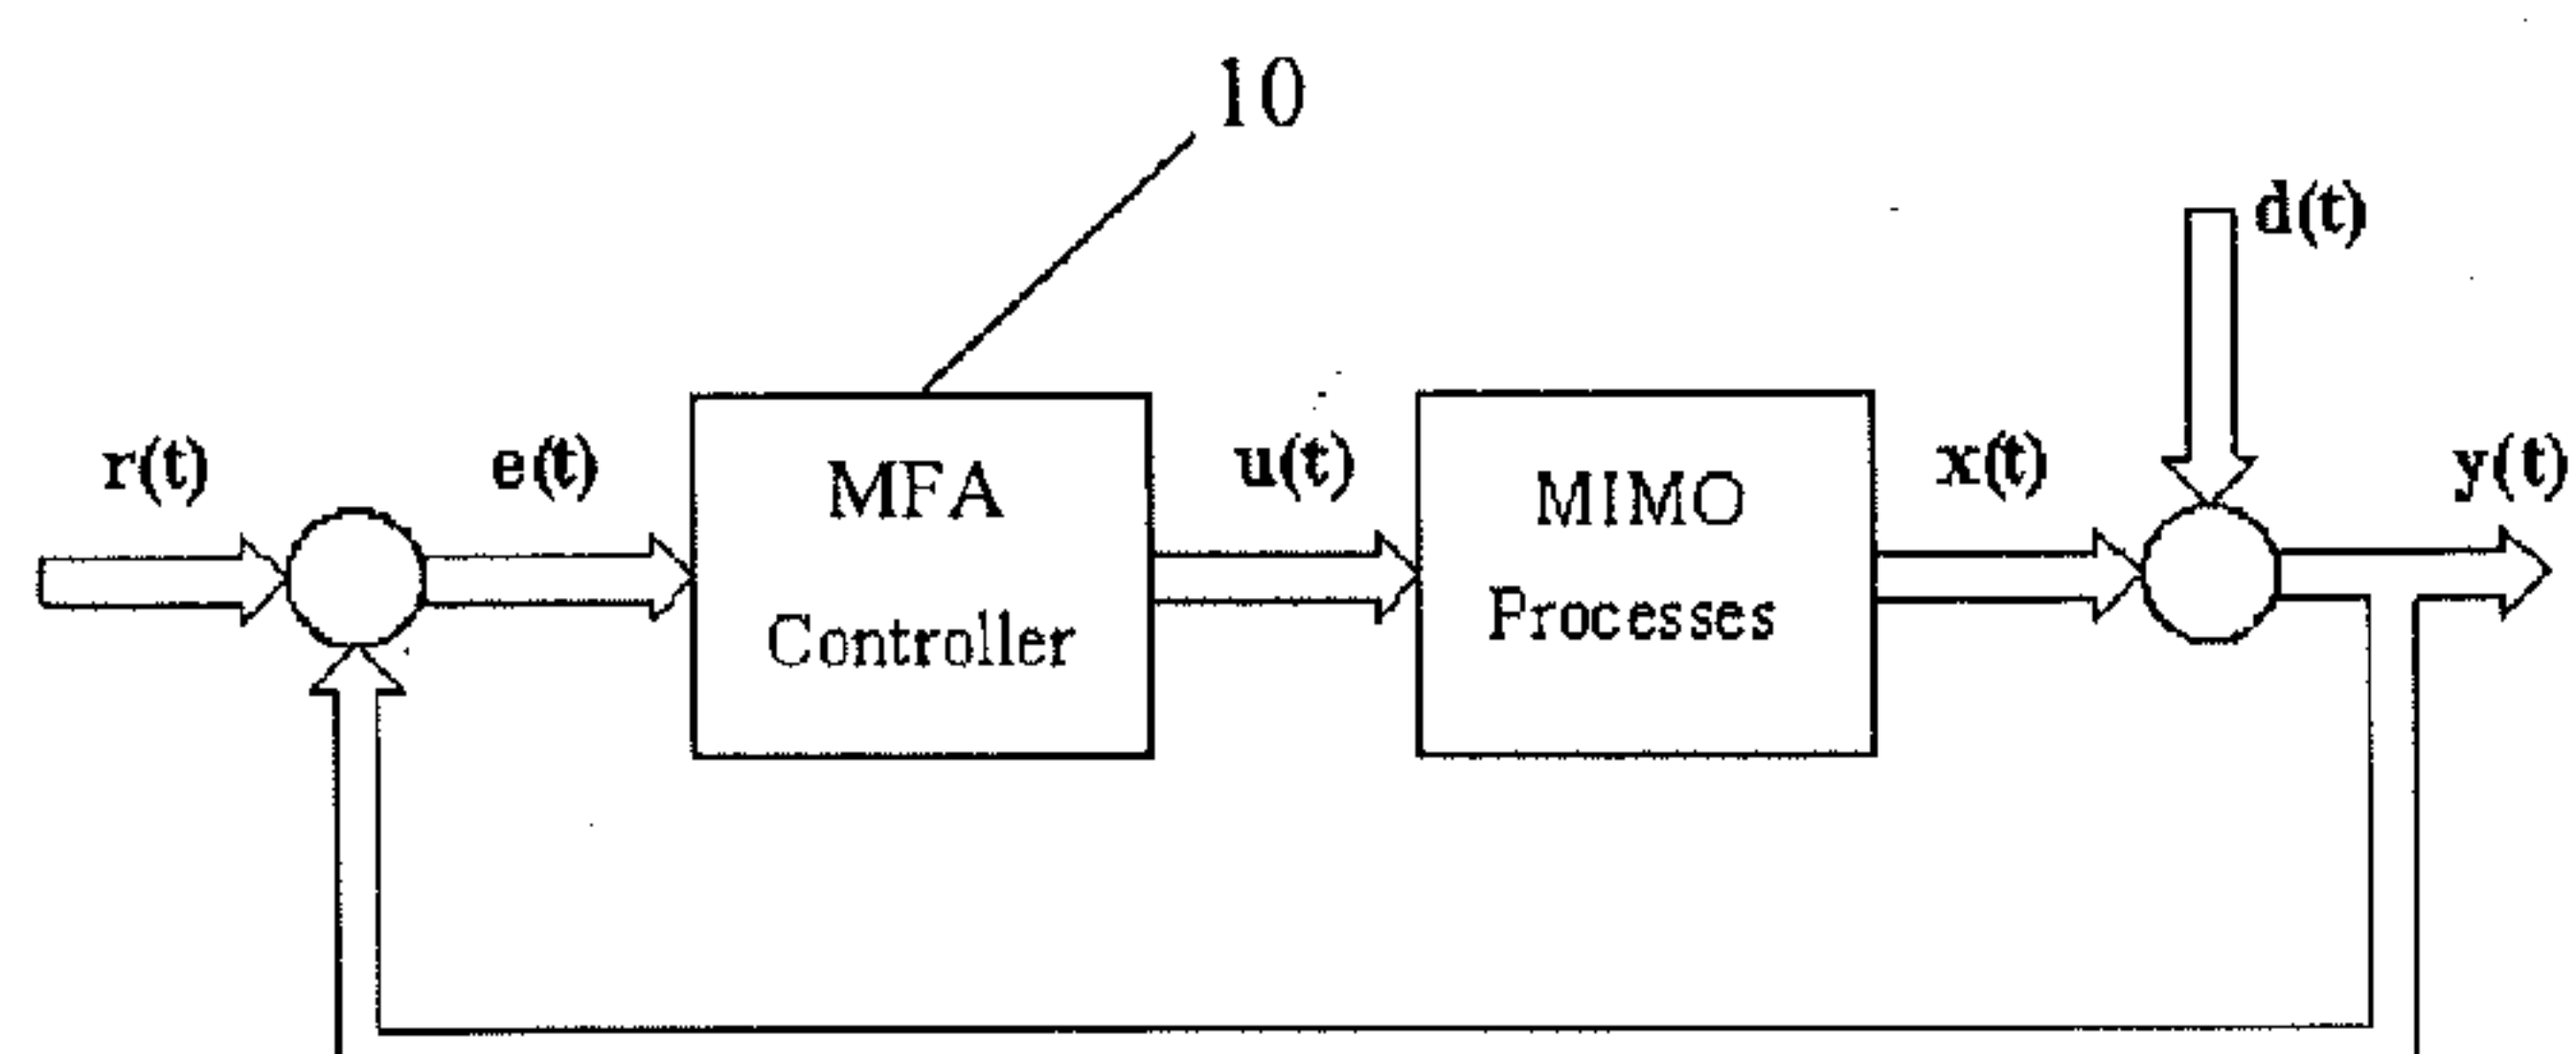 10
d(t)
r(t)
e(t)
MFA
Controller
u(t)
MIMO
Processes
x(t)
y(t)